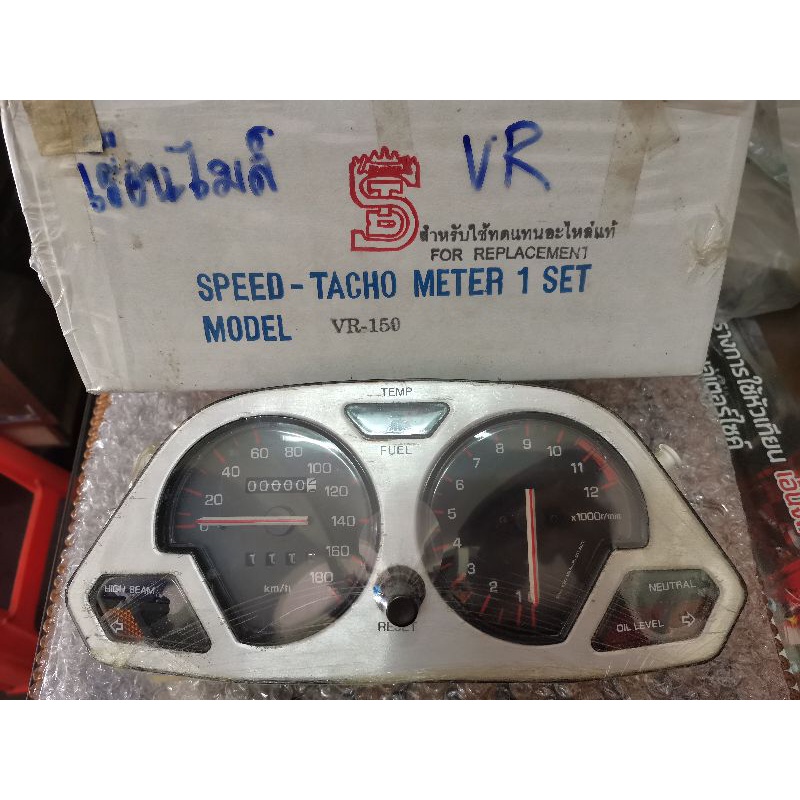 เรือนไมล์ VR
สำหรับใช้ทดแทนอะไหล่แท้
FOR REPLACEMENT
SPEED - TACHO METER 1 SET
MODEL VR-150
TEMP
FUEL
0 20 40 60 80 100 120 140 160 180
00000
km/h
1 2 3 4 5 6 7 8 9 10 11 12
x1000r/min
HIGH BEAM
RESET
NEUTRAL
OIL LEVEL